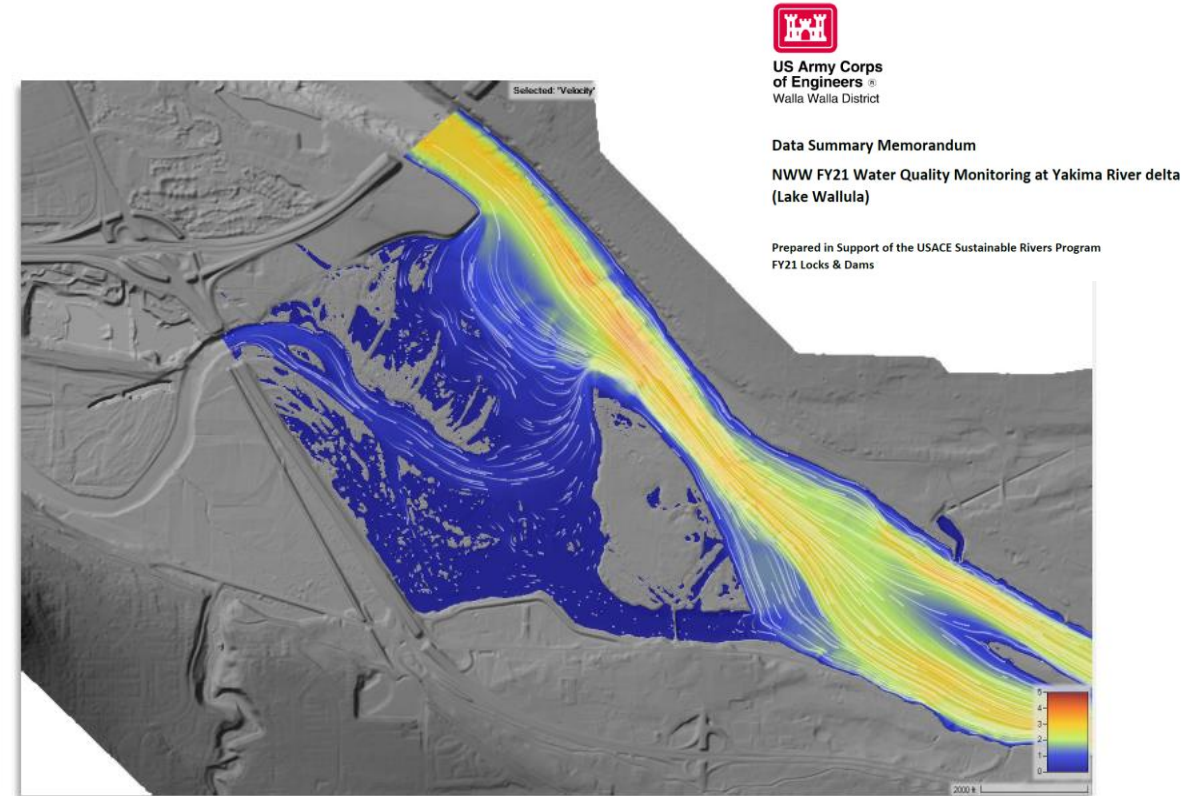 US Army Corps
of Engineers ®
Walla Walla District
Data Summary Memorandum
NWW FY21 Water Quality Monitoring at Yakima River delta
(Lake Wallula)
Prepared in Support of the USACE Sustainable Rivers Program
FY21 Locks & Dams
Selected: 'Velocity'
5
4
3
2
1
0
2000 ft